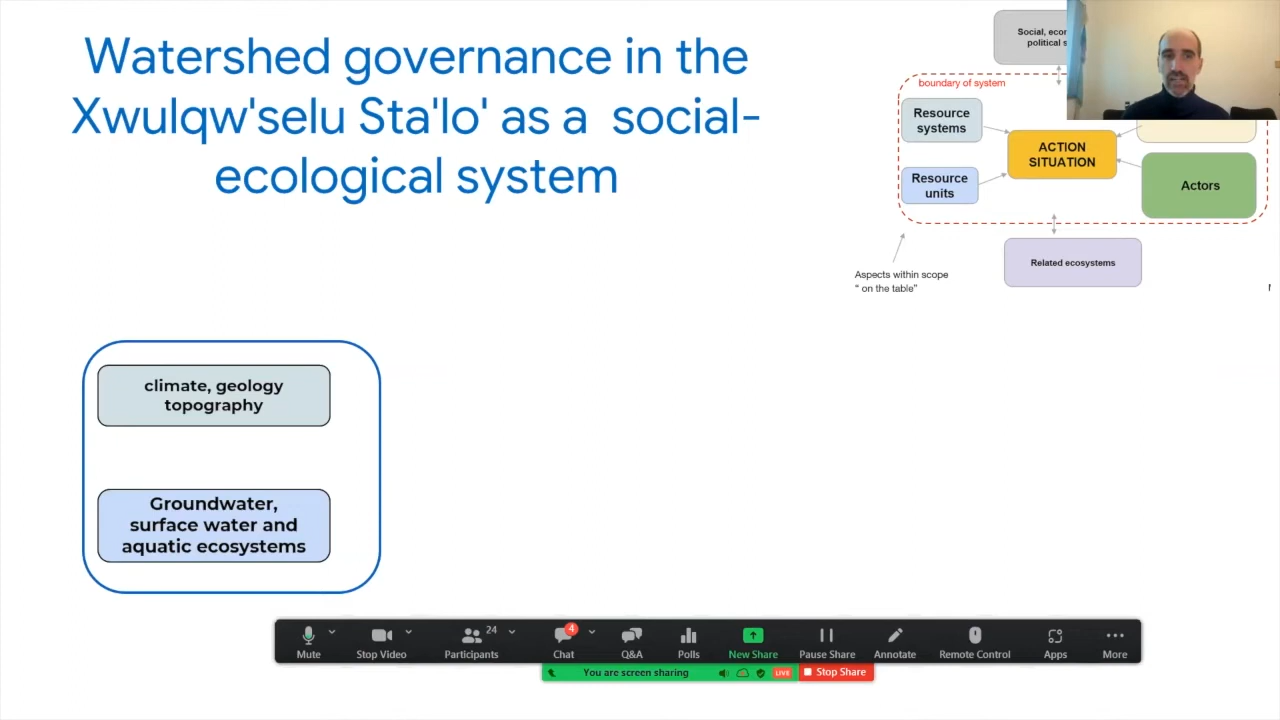 Watershed governance in the
Xwulqw'selu Sta'lo' as a social-
ecological system
Social,
political
boundary of system
Resource
systems
ACTION
SITUATION
Resource
units
Actors
Related ecosystems
Aspects within scope
“ on the table”
climate, geology
topography
Groundwater,
surface water and
aquatic ecosystems
24
4
Mute
Stop Video
Participants
Chat
Q&A
Polls
New Share
Pause Share
Annotate
Remote Control
Apps
More
You are screen sharing
LIVE
Stop Share